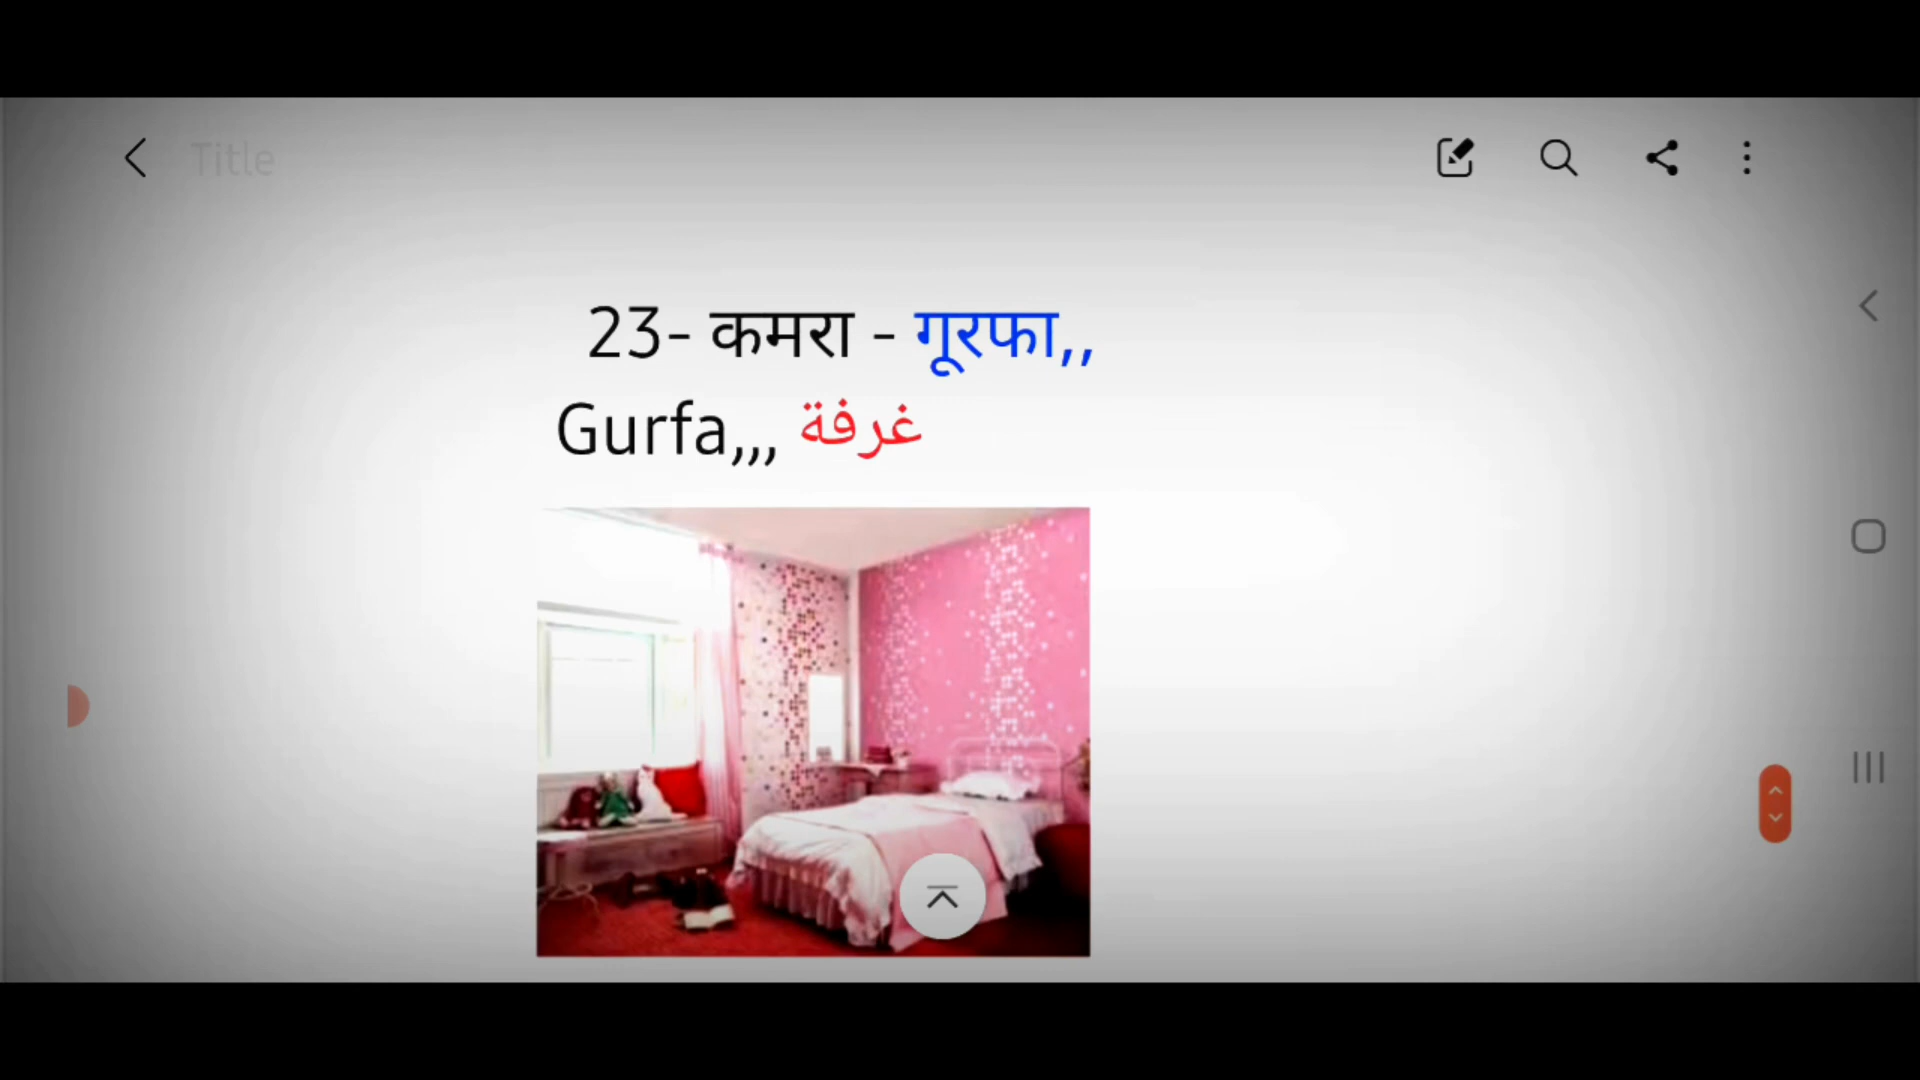 Title
23- कमरा - गूरफा,,
Gurfa,,, غرفة